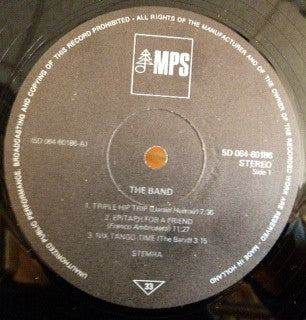 UNAUTHORIZED PUBLIC PERFORMANCE, BROADCASTING AND COPYING OF THIS RECORD PROHIBITED - ALL RIGHTS OF THE MANUFACTURER AND OF THE OWNER OF THE RECORDED WORK RESERVED - MADE IN HOLLAND
MPS
(5D 064-60186-A)
5D 064-60186
STEREO
Side 1
THE BAND
1. TRIPLE HIP TRIP (Daniel Humair) 7:36
2. EPITAPH FOR A FRIEND
(Franco Ambrosetti) 11:27
3. NIX TANGO-TIME (The Band) 3:15
STEMRA
33